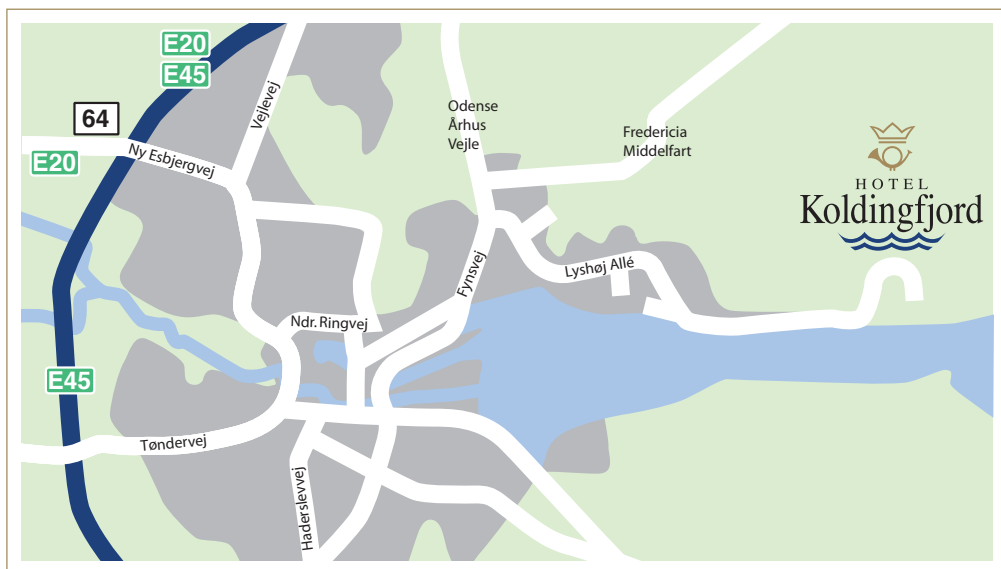 E20
E45
64
E20
Ny Esbjergvej
Vejlevej
Odense
Århus
Vejle
Fredericia
Middelfart
HOTEL
Koldingfjord
Fynsvej
Lyshøj Allé
Ndr. Ringvej
E45
Tøndervej
Haderslevvej